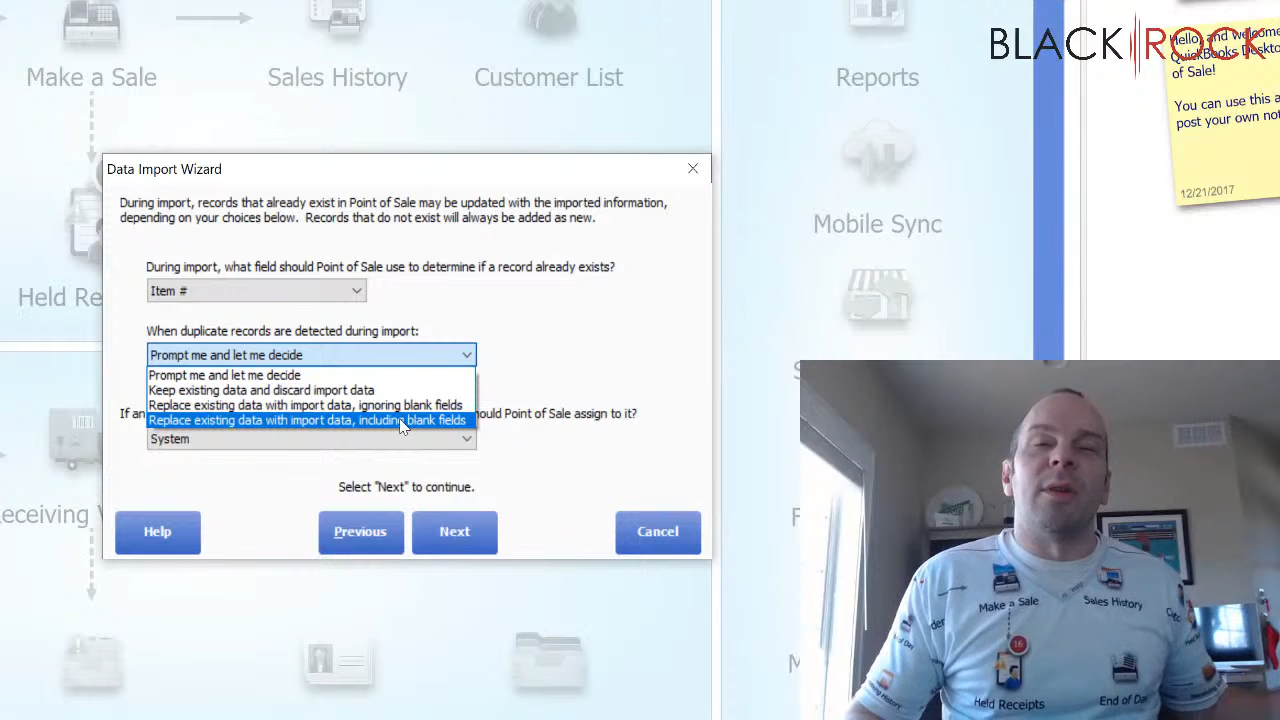 BLACK ROCK
Hello, and welcome
QuickBooks Deskto
of Sale!
You can use this a
post your own not
12/21/2017
Make a Sale
Sales History
Customer List
Reports
Mobile Sync
Held Re
Receiving
Data Import Wizard
During import, records that already exist in Point of Sale may be updated with the imported information,
depending on your choices below. Records that do not exist will always be added as new.
During import, what field should Point of Sale use to determine if a record already exists?
Item #
When duplicate records are detected during import:
Prompt me and let me decide
Prompt me and let me decide
Keep existing data and discard import data
Replace existing data with import data, ignoring blank fields
Replace existing data with import data, including blank fields
If an
hould Point of Sale assign to it?
System
Select "Next" to continue.
Help
Previous
Next
Cancel
Make a Sale
Sales History
16
Held Receipts
End of Da